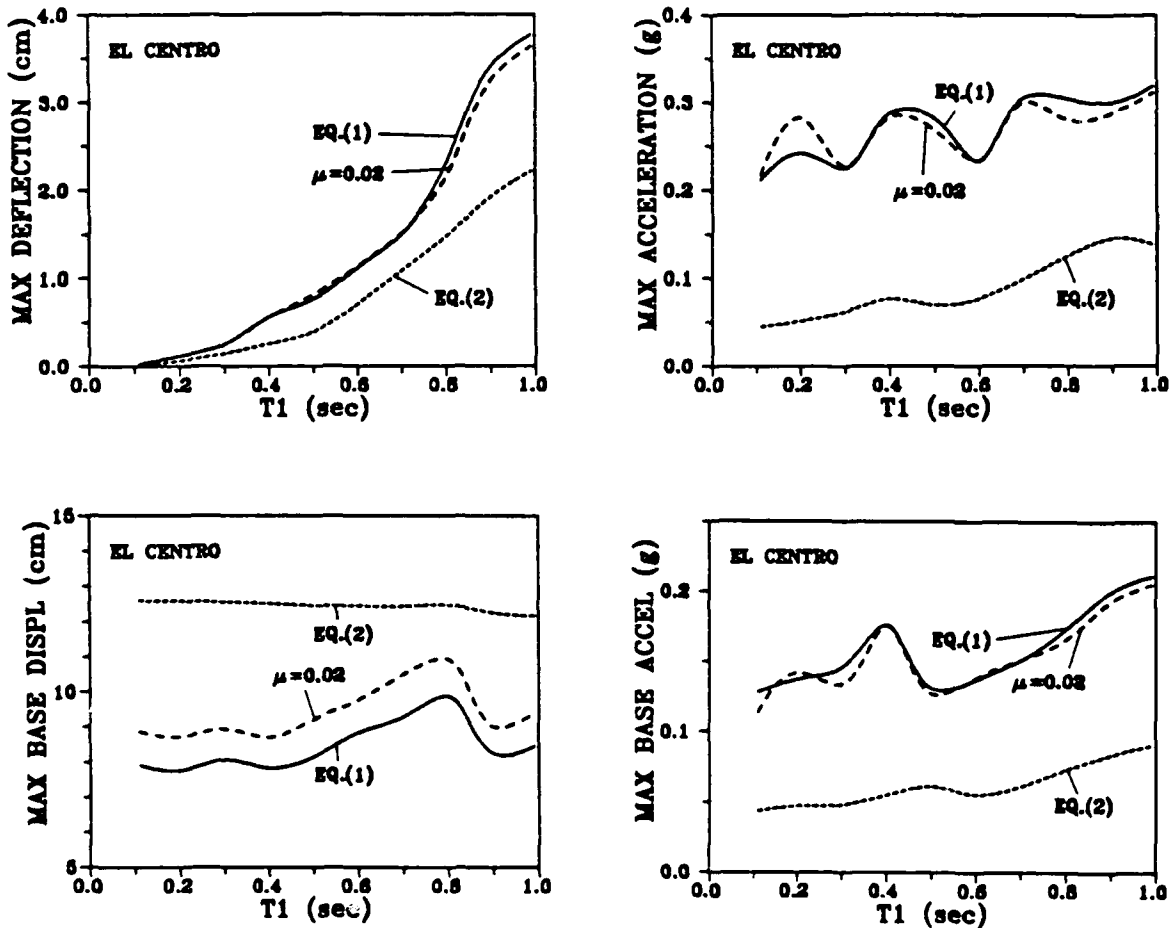 MAX DEFLECTION (cm)
4.0
3.0
2.0
1.0
0.0
EL CENTRO
EQ.(1)
μ=0.02
EQ.(2)
0.0 0.2 0.4 0.6 0.8 1.0
T1 (sec)
MAX ACCELERATION (g)
0.4
0.3
0.2
0.1
0.0
EL CENTRO
EQ.(1)
μ=0.02
EQ.(2)
0.0 0.2 0.4 0.6 0.8 1.0
T1 (sec)
MAX BASE DISPL (cm)
15
10
5
EL CENTRO
EQ.(2)
μ=0.02
EQ.(1)
0.0 0.2 0.4 0.6 0.8 1.0
T1 (sec)
MAX BASE ACCEL (g)
0.2
0.1
0.0
EL CENTRO
EQ.(1)
μ=0.02
EQ.(2)
0.0 0.2 0.4 0.6 0.8 1.0
T1 (sec)